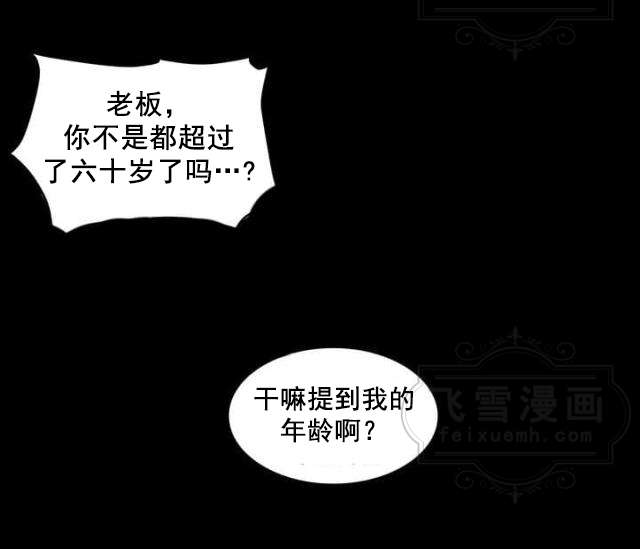 老板，
你不是都超过
了六十岁了吗…?
干嘛提到我的
年龄啊?
飞雪漫画
feixuemh.com